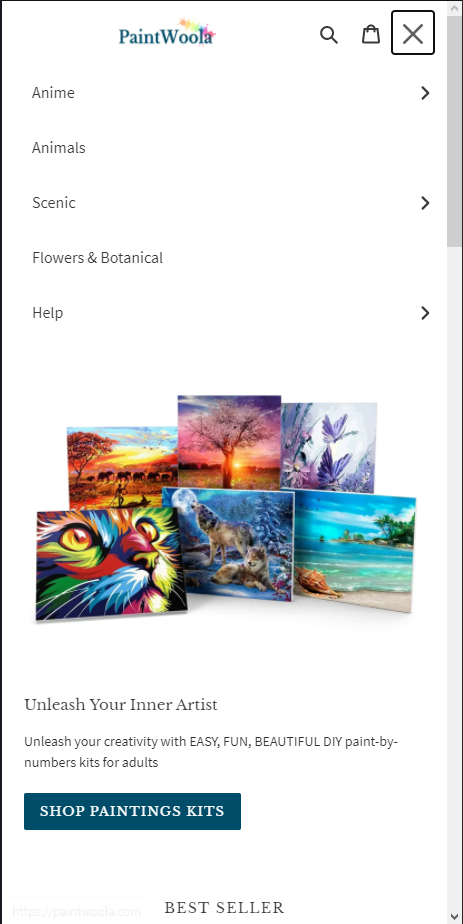 PaintWoola
Anime
Animals
Scenic
Flowers & Botanical
Help
Unleash Your Inner Artist
Unleash your creativity with EASY, FUN, BEAUTIFUL DIY paint-by-
numbers kits for adults
SHOP PAINTINGS KITS
https://paintwoola.com
BEST SELLER